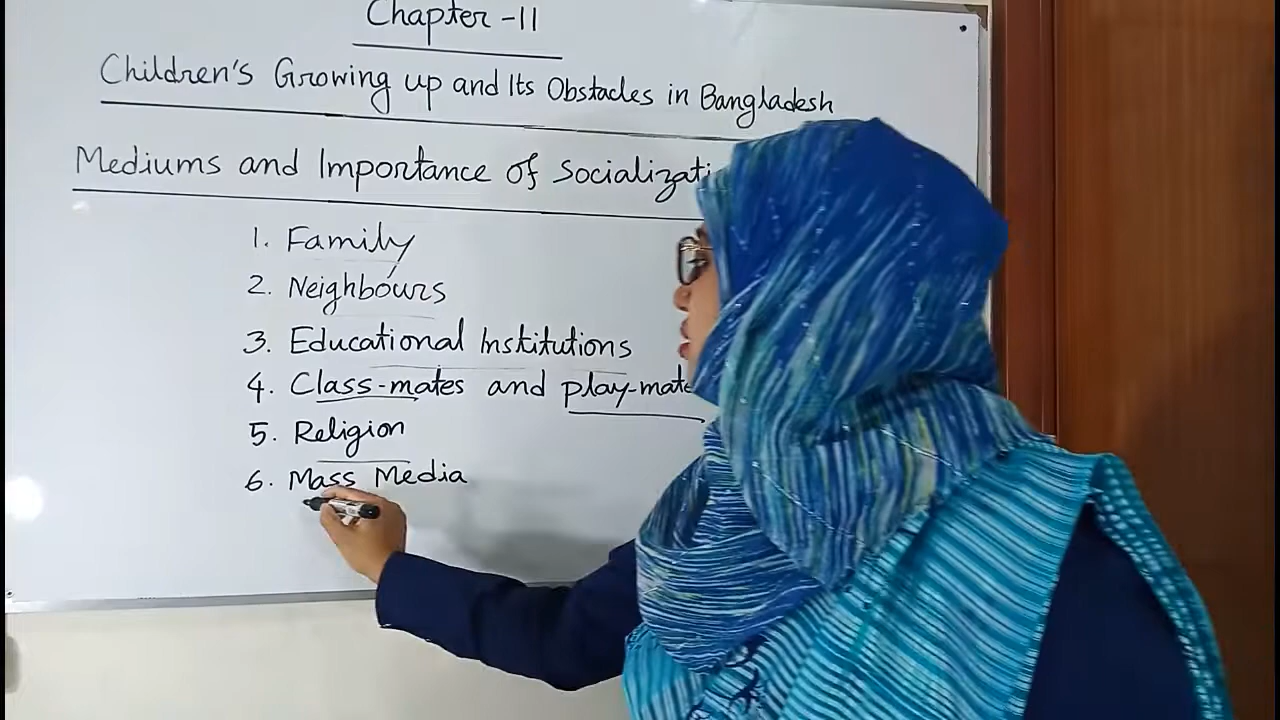 Chapter -11
Children's Growing up and Its Obstacles in Bangladesh
Mediums and Importance of Socializati
1. Family
2. Neighbours
3. Educational Institutions
4. Class-mates and play-mate
5. Religion
6. Mass Media